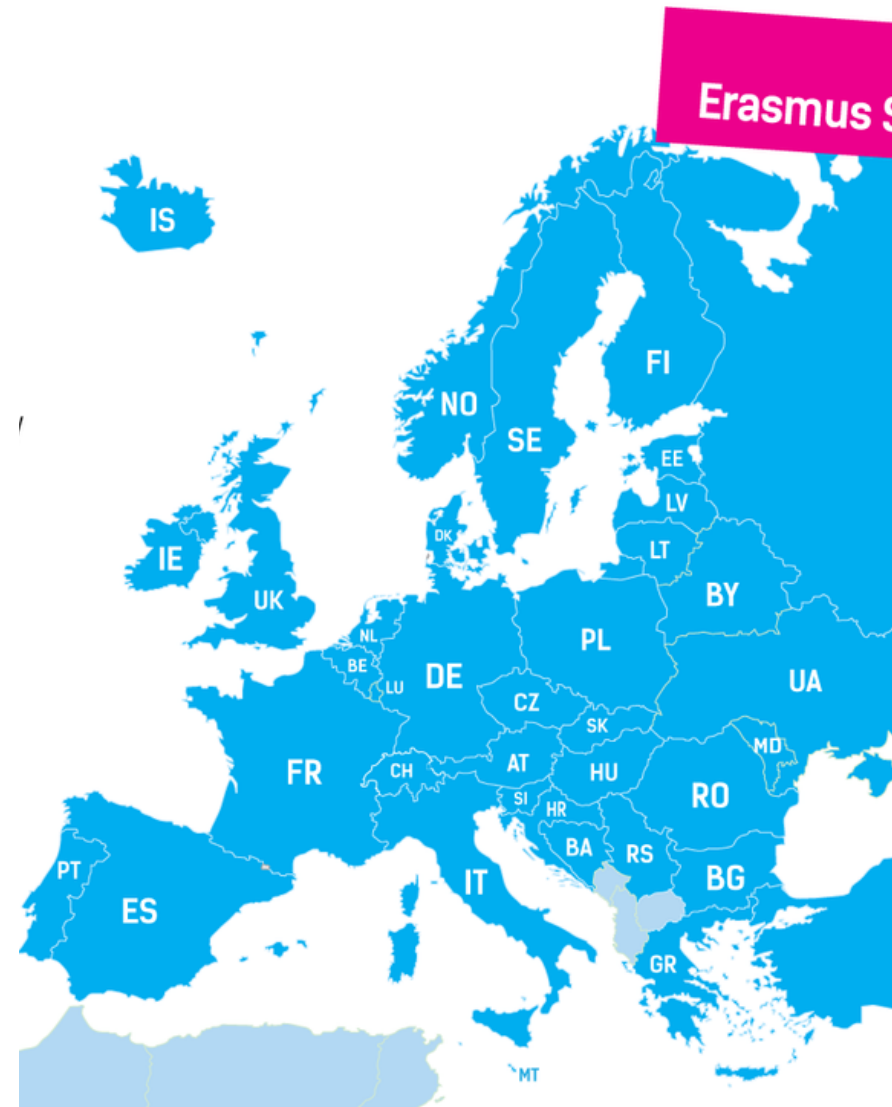 Erasmus S
IS
FI
NO
SE
EE
LV
DK
LT
IE
BY
UK
NL
PL
BE
DE
UA
LU
CZ
SK
MD
AT
FR
CH
HU
RO
SI
HR
BA
RS
PT
BG
IT
ES
GR
MT